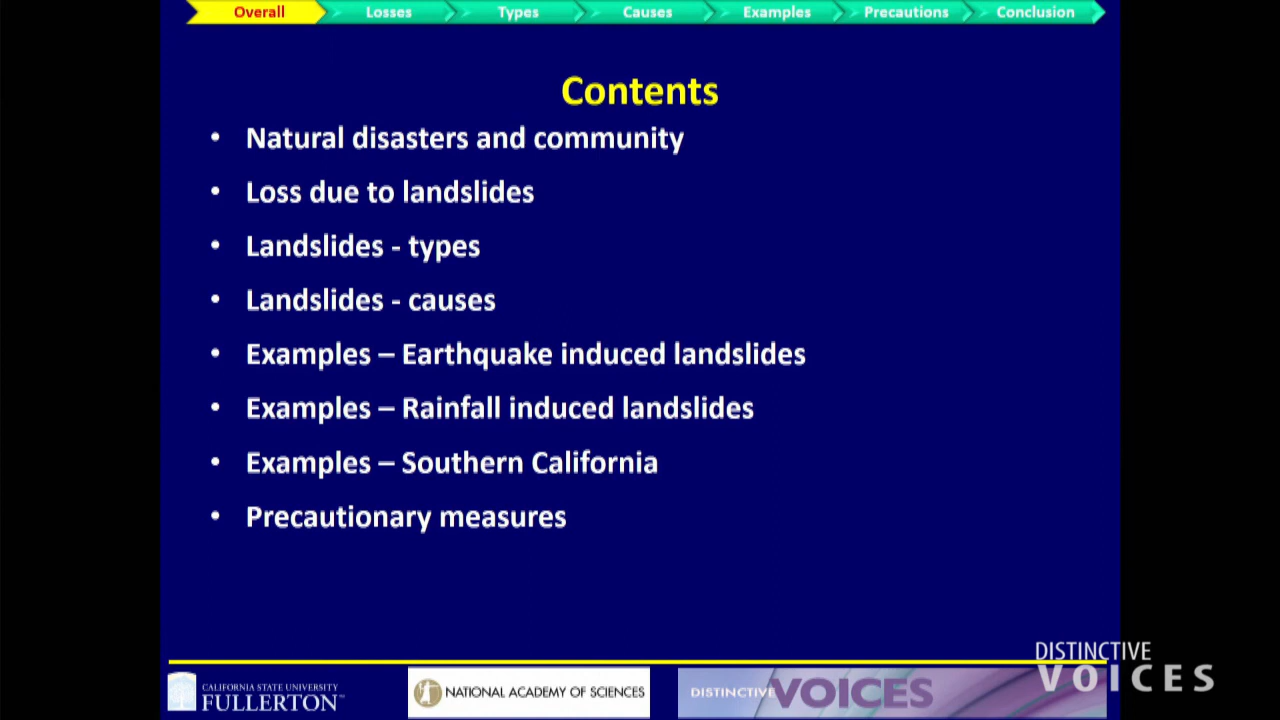 Overall Losses Types Causes Examples Precautions Conclusion
Contents
• Natural disasters and community
• Loss due to landslides
• Landslides - types
• Landslides - causes
• Examples – Earthquake induced landslides
• Examples – Rainfall induced landslides
• Examples – Southern California
• Precautionary measures
CALIFORNIA STATE UNIVERSITY
FULLERTON™
NATIONAL ACADEMY OF SCIENCES
DISTINCTIVE VOICES
DISTINCTIVE
VOICES